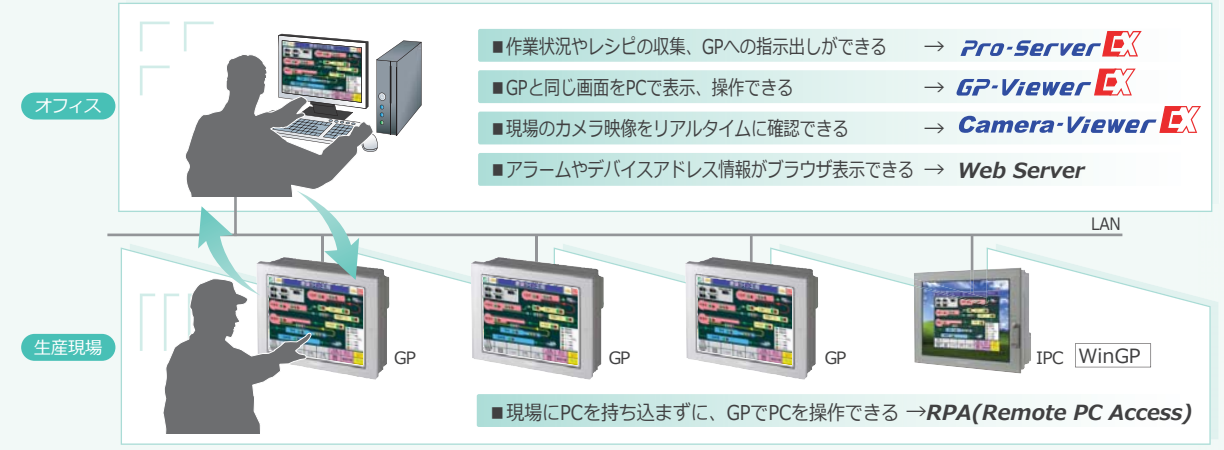 オフィス
■作業状況やレシピの収集、GPへの指示出しができる → Pro-Server EX
■GPと同じ画面をPCで表示、操作できる → GP-Viewer EX
■現場のカメラ映像をリアルタイムに確認できる → Camera-Viewer EX
■アラームやデバイスアドレス情報がブラウザ表示できる → Web Server
LAN
生産現場
GP
GP
GP
IPC WinGP
■現場にPCを持ち込まずに、GPでPCを操作できる →RPA(Remote PC Access)